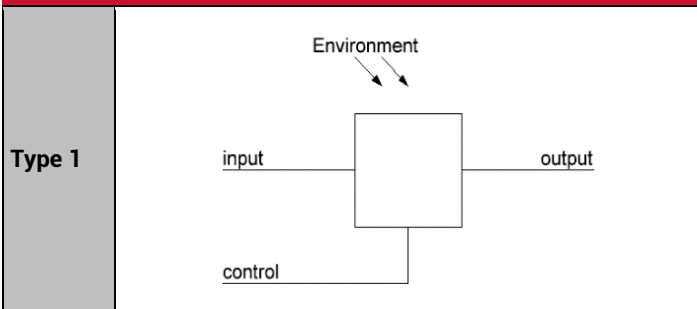 Environment
Type 1
input
output
control